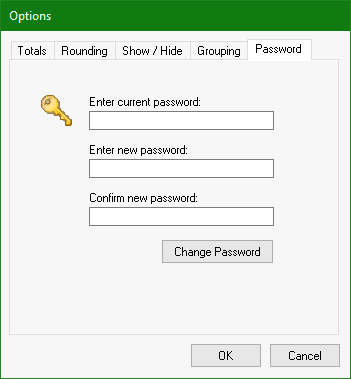 Options
Totals Rounding Show / Hide Grouping Password
Enter current password:
Enter new password:
Confirm new password:
Change Password
OK Cancel